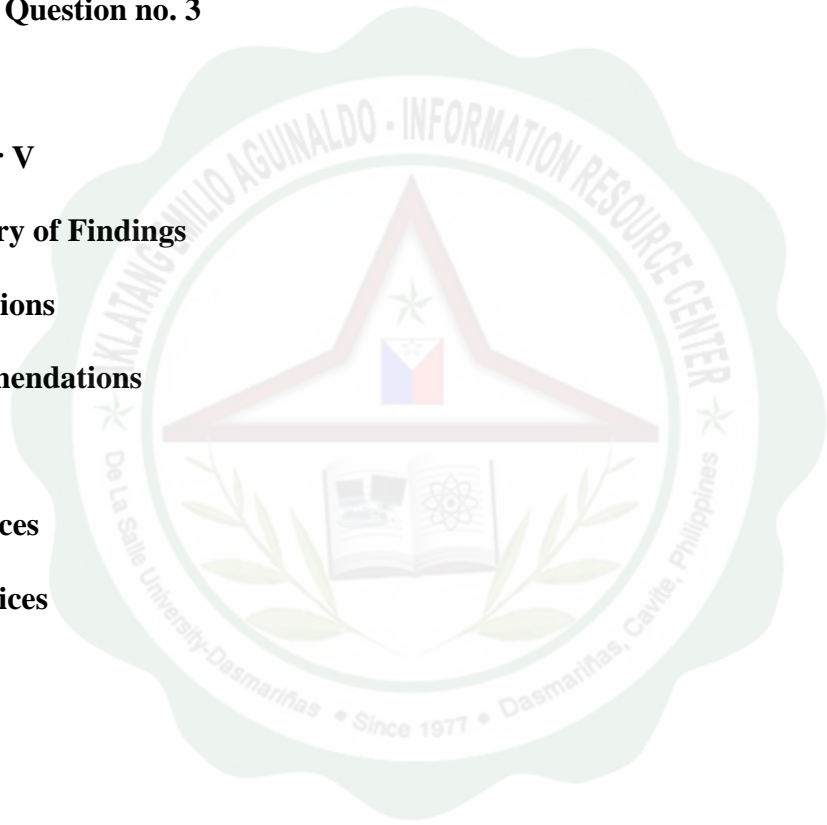 Question no. 3
r V
ry of Findings
ions
mendations
ces
ices
KLATANG EMILIO AGUINALDO - INFORMATION RESOURCE CENTER
De La Salle University-Dasmariñas • Since 1977 • Dasmariñas, Cavite, Philippines